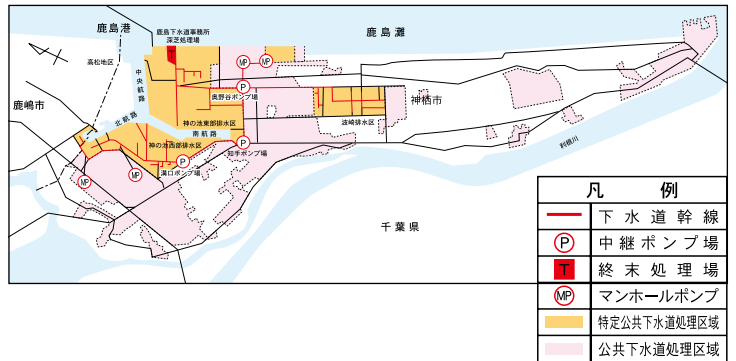 鹿島港
鹿島下水道事務所
深芝処理場
鹿島灘
高松地区
中央航路
T
MP
MP
P
奥野谷ポンプ場
鹿嶋市
神栖市
北航路
神の池東部排水区
波崎排水区
南航路
神の池西部排水区
P
知手ポンプ場
利根川
P
溝口ポンプ場
MP
MP
千葉県
凡例
下水道幹線
P 中継ポンプ場
T 終末処理場
MP マンホールポンプ
特定公共下水道処理区域
公共下水道処理区域